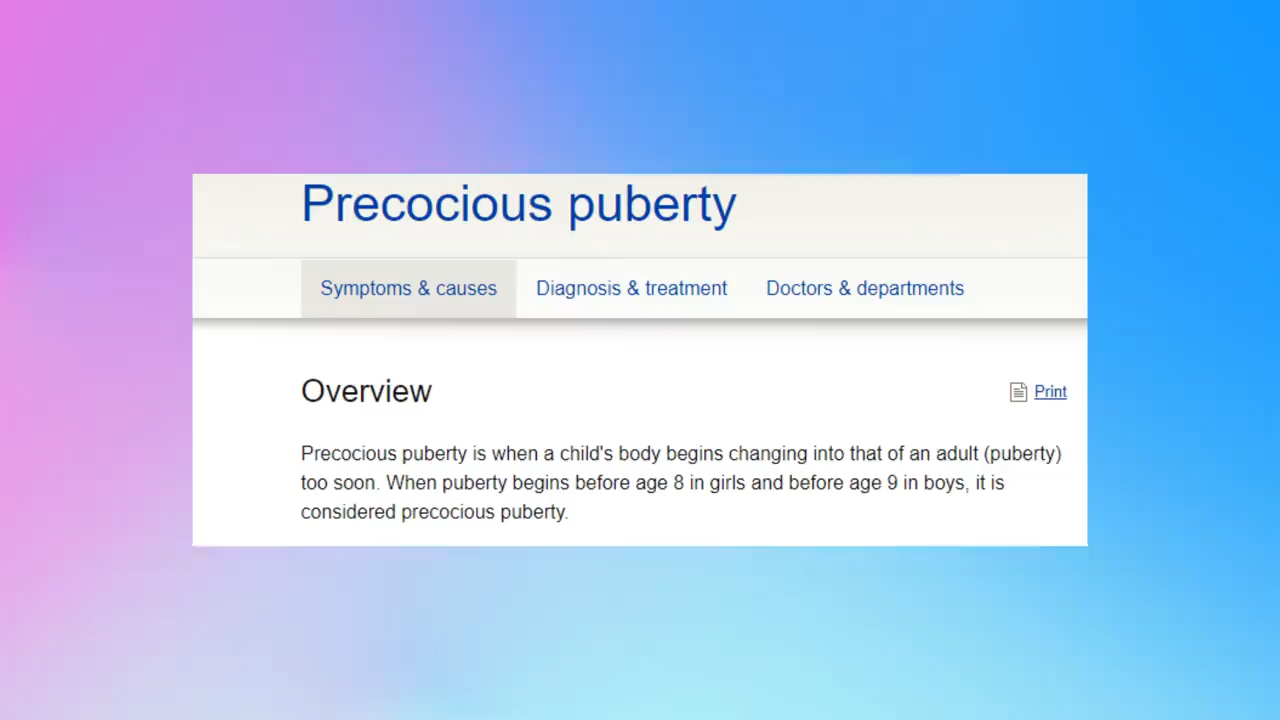 Precocious puberty
Symptoms & causes Diagnosis & treatment Doctors & departments
Overview
Print
Precocious puberty is when a child's body begins changing into that of an adult (puberty)
too soon. When puberty begins before age 8 in girls and before age 9 in boys, it is
considered precocious puberty.